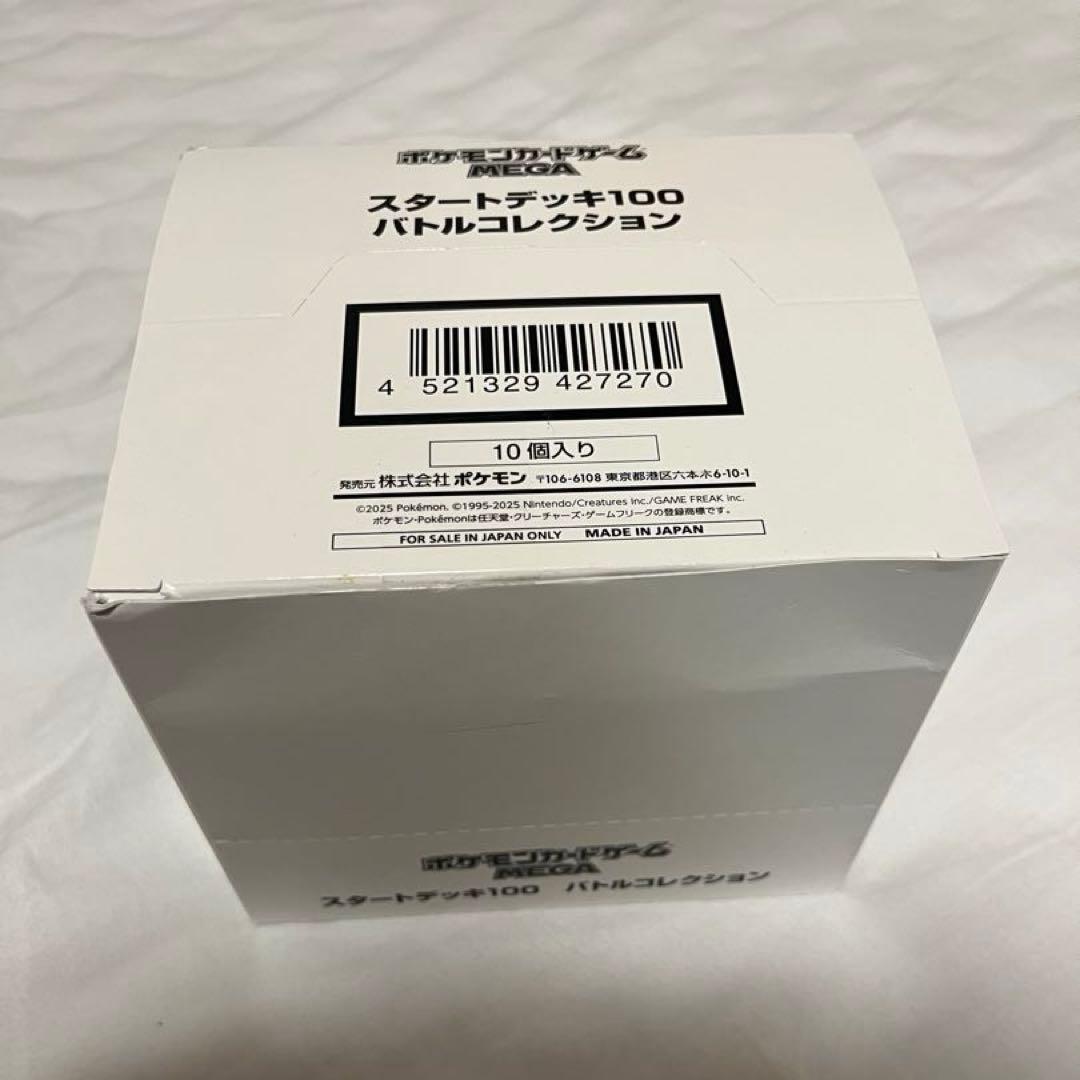 ポケモンカードゲーム
MEGA
スタートデッキ100
バトルコレクション
4 521329 427270
10個入り
発売元 株式会社 ポケモン 〒106-6108 東京都港区六本木6-10-1
©2025 Pokémon. ©1995-2025 Nintendo/Creatures Inc./GAME FREAK inc.
ポケモン・Pokémonは任天堂・クリーチャーズ・ゲームフリークの登録商標です。
FOR SALE IN JAPAN ONLY MADE IN JAPAN
ポケモンカードゲーム
MEGA
スタートデッキ100 バトルコレクション